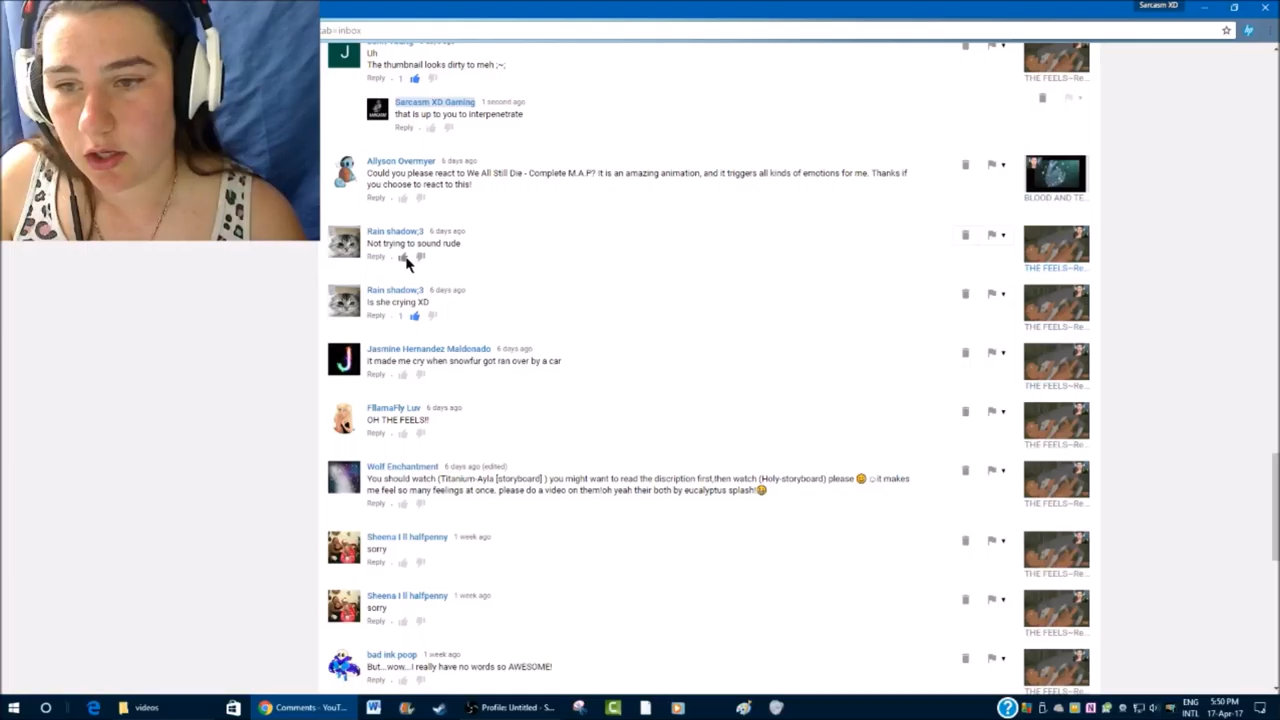 Sarcasm XD
ab=inbox
J
Uh
The thumbnail looks dirty to meh ;~;
Reply 1
THE FEELS~Re...
Sarcasm XD Gaming 1 second ago
that is up to you to interpenetrate
Reply
Allyson Overmyer 6 days ago
Could you please react to We All Still Die - Complete M.A.P? It is an amazing animation, and it triggers all kinds of emotions for me. Thanks if
you choose to react to this!
Reply
BLOOD AND TE...
Rain shadow;3 6 days ago
Not trying to sound rude
Reply
THE FEELS~Re...
Rain shadow;3 6 days ago
Is she crying XD
Reply 1
THE FEELS~Re...
Jasmine Hernandez Maldonado 6 days ago
it made me cry when snowfur got ran over by a car
Reply
THE FEELS~Re...
FllamaFly Luv 6 days ago
OH THE FEELS!!
Reply
THE FEELS~Re...
Wolf Enchantment 6 days ago (edited)
You should watch (Titanium-Ayla [storyboard] ) you might want to read the discription first,then watch (Holy-storyboard) please 😊 ☺it makes
me feel so many feelings at once. please do a video on them!oh yeah their both by eucalyptus splash!😊
Reply
THE FEELS~Re...
Sheena I ll halfpenny 1 week ago
sorry
Reply
THE FEELS~Re...
Sheena I ll halfpenny 1 week ago
sorry
Reply
THE FEELS~Re...
bad ink poop 1 week ago
But...wow...I really have no words so AWESOME!
Reply
THE FEELS~Re...
videos
Comments - YouT...
Profile: Untitled - S...
ENG
INTL
5:50 PM
17-Apr-17